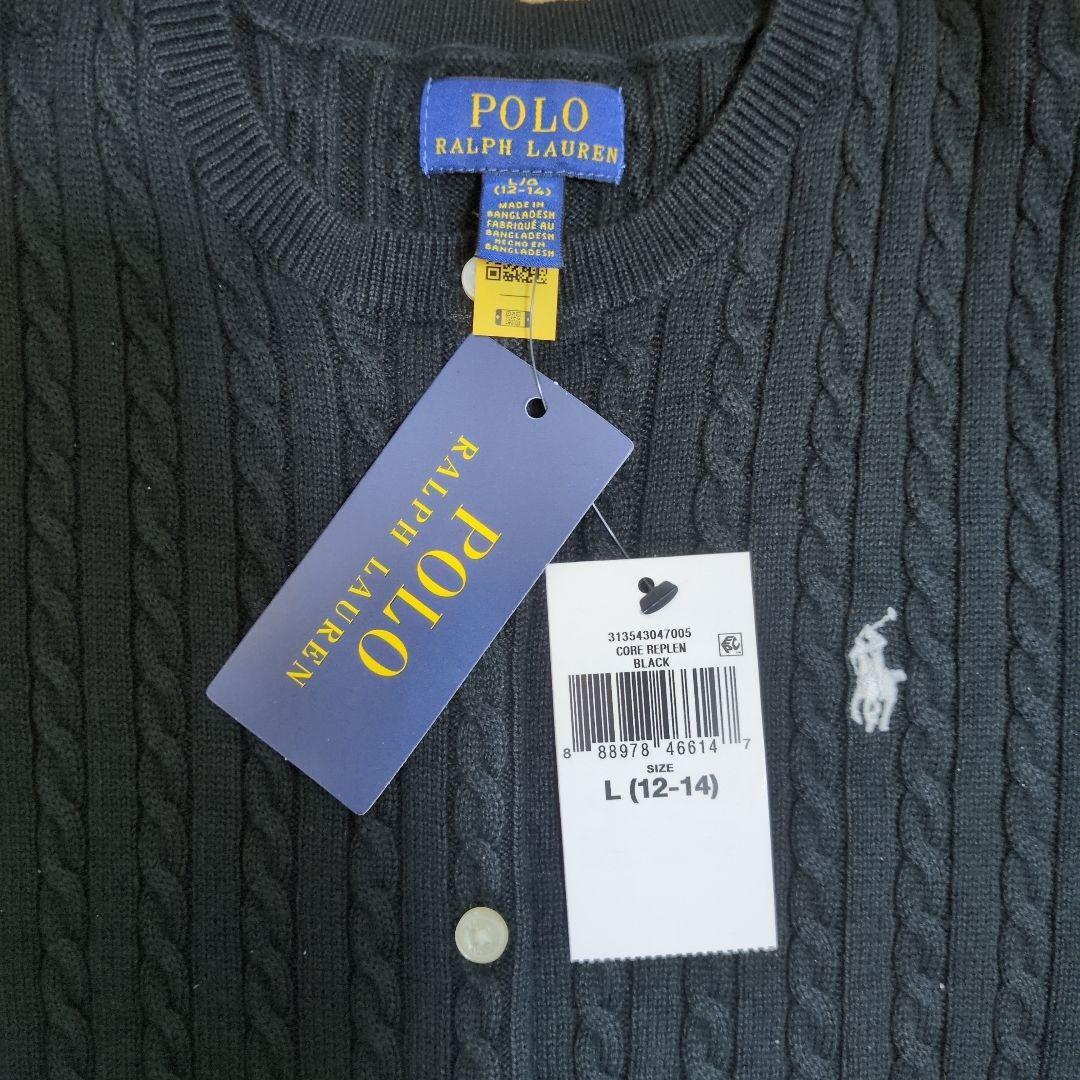 POLO
RALPH LAUREN
L/G
(12-14)
MADE IN
BANGLADESH
FABRIQUÉ AU
BANGLADESH
HECHO EN
BANGLADESH
POLO
RALPH LAUREN
313543047005
CORE REPLEN
BLACK
8 88978 46614 7
SIZE
L (12-14)